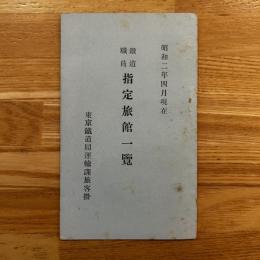 昭和二年四月現在
鐵道職員 指定旅館一覽
東京鐵道局運輸課旅客掛